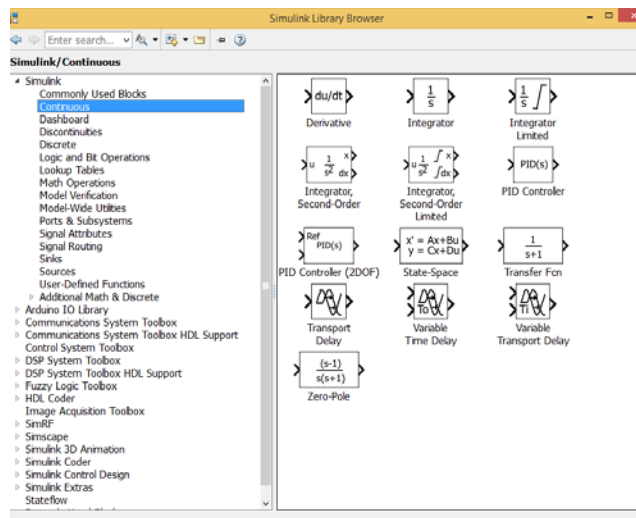 Simulink Library Browser
Enter search...
Simulink/Continuous
Simulink
Commonly Used Blocks
Continuous
Dashboard
Discontinuities
Discrete
Logic and Bit Operations
Lookup Tables
Math Operations
Model Verification
Model-Wide Utilities
Ports & Subsystems
Signal Attributes
Signal Routing
Sinks
Sources
User-Defined Functions
Additional Math & Discrete
Arduino IO Library
Communications System Toolbox
Communications System Toolbox HDL Support
Control System Toolbox
DSP System Toolbox
DSP System Toolbox HDL Support
Fuzzy Logic Toolbox
HDL Coder
Image Acquisition Toolbox
SimRF
Simscape
Simulink 3D Animation
Simulink Coder
Simulink Control Design
Simulink Extras
Stateflow
du/dt
1
s
1
s
Derivative
Integrator
Integrator
Limited
u 1 x
s² dx
u 1 ∫ x
s² ∫dx
PID(s)
Integrator,
Second-Order
Integrator,
Second-Order
Limited
PID Controller
Ref
PID(s)
x' = Ax+Bu
y = Cx+Du
1
s+1
PID Controller (2DOF)
State-Space
Transfer Fcn
To
Ti
Transport
Delay
Variable
Time Delay
Variable
Transport Delay
(s-1)
s(s+1)
Zero-Pole